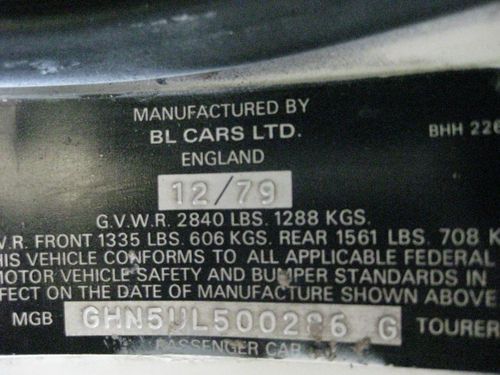 MANUFACTURED BY
BL CARS LTD.
BHH 226
ENGLAND
12/79
G.V.W.R. 2840 LBS. 1288 KGS.
V.R. FRONT 1335 LBS. 606 KGS. REAR 1561 LBS. 708 K
HIS VEHICLE CONFORMS TO ALL APPLICABLE FEDERAL
MOTOR VEHICLE SAFETY AND BUMPER STANDARDS IN
FECT ON THE DATE OF MANUFACTURE SHOWN ABOVE
MGB GHN5UL500286 G TOURER
PASSENGER CAR